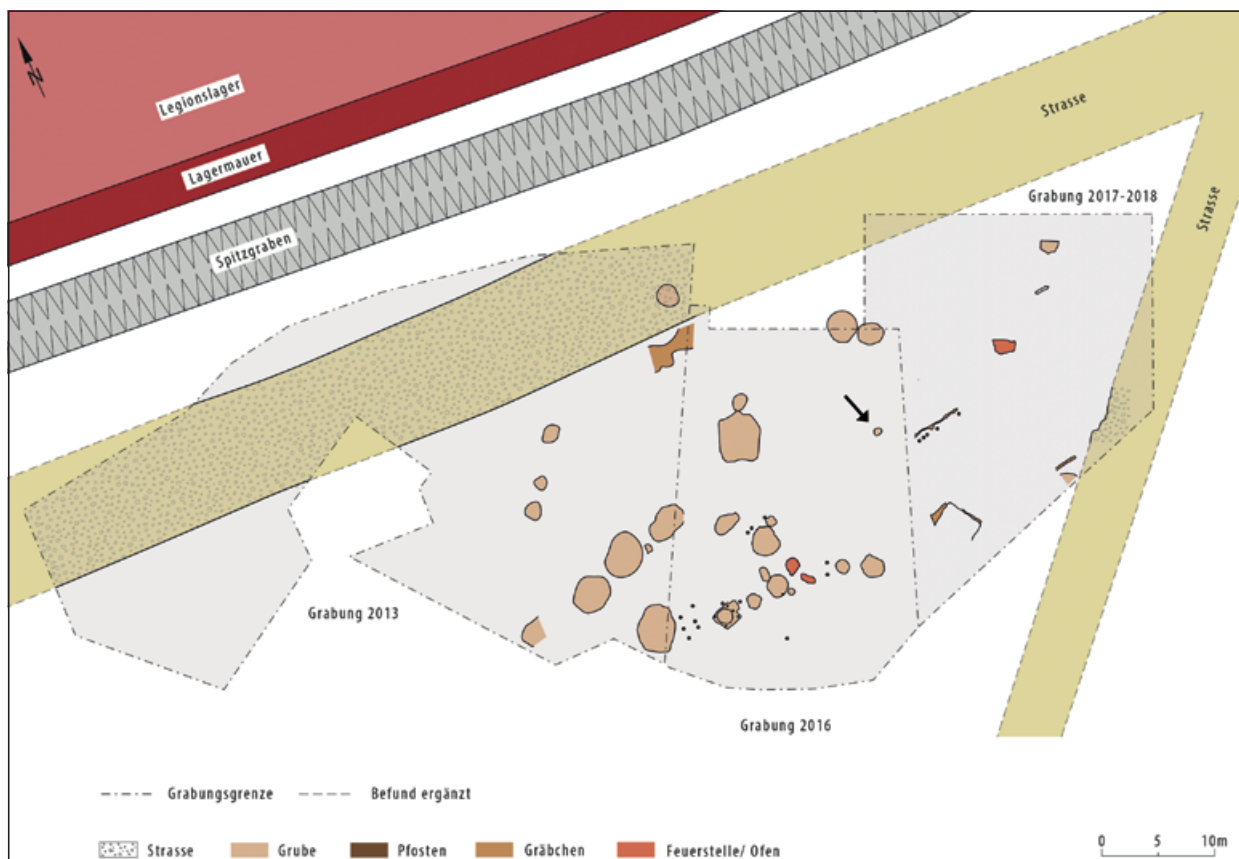 N
Legionslager
Lagermauer
Spitzgraben
Strasse
Strasse
Grabung 2017-2018
Grabung 2013
Grabung 2016
Grabungsgrenze
Befund ergänzt
Strasse
Grube
Pfosten
Gräbchen
Feuerstelle/ Ofen
0 5 10m